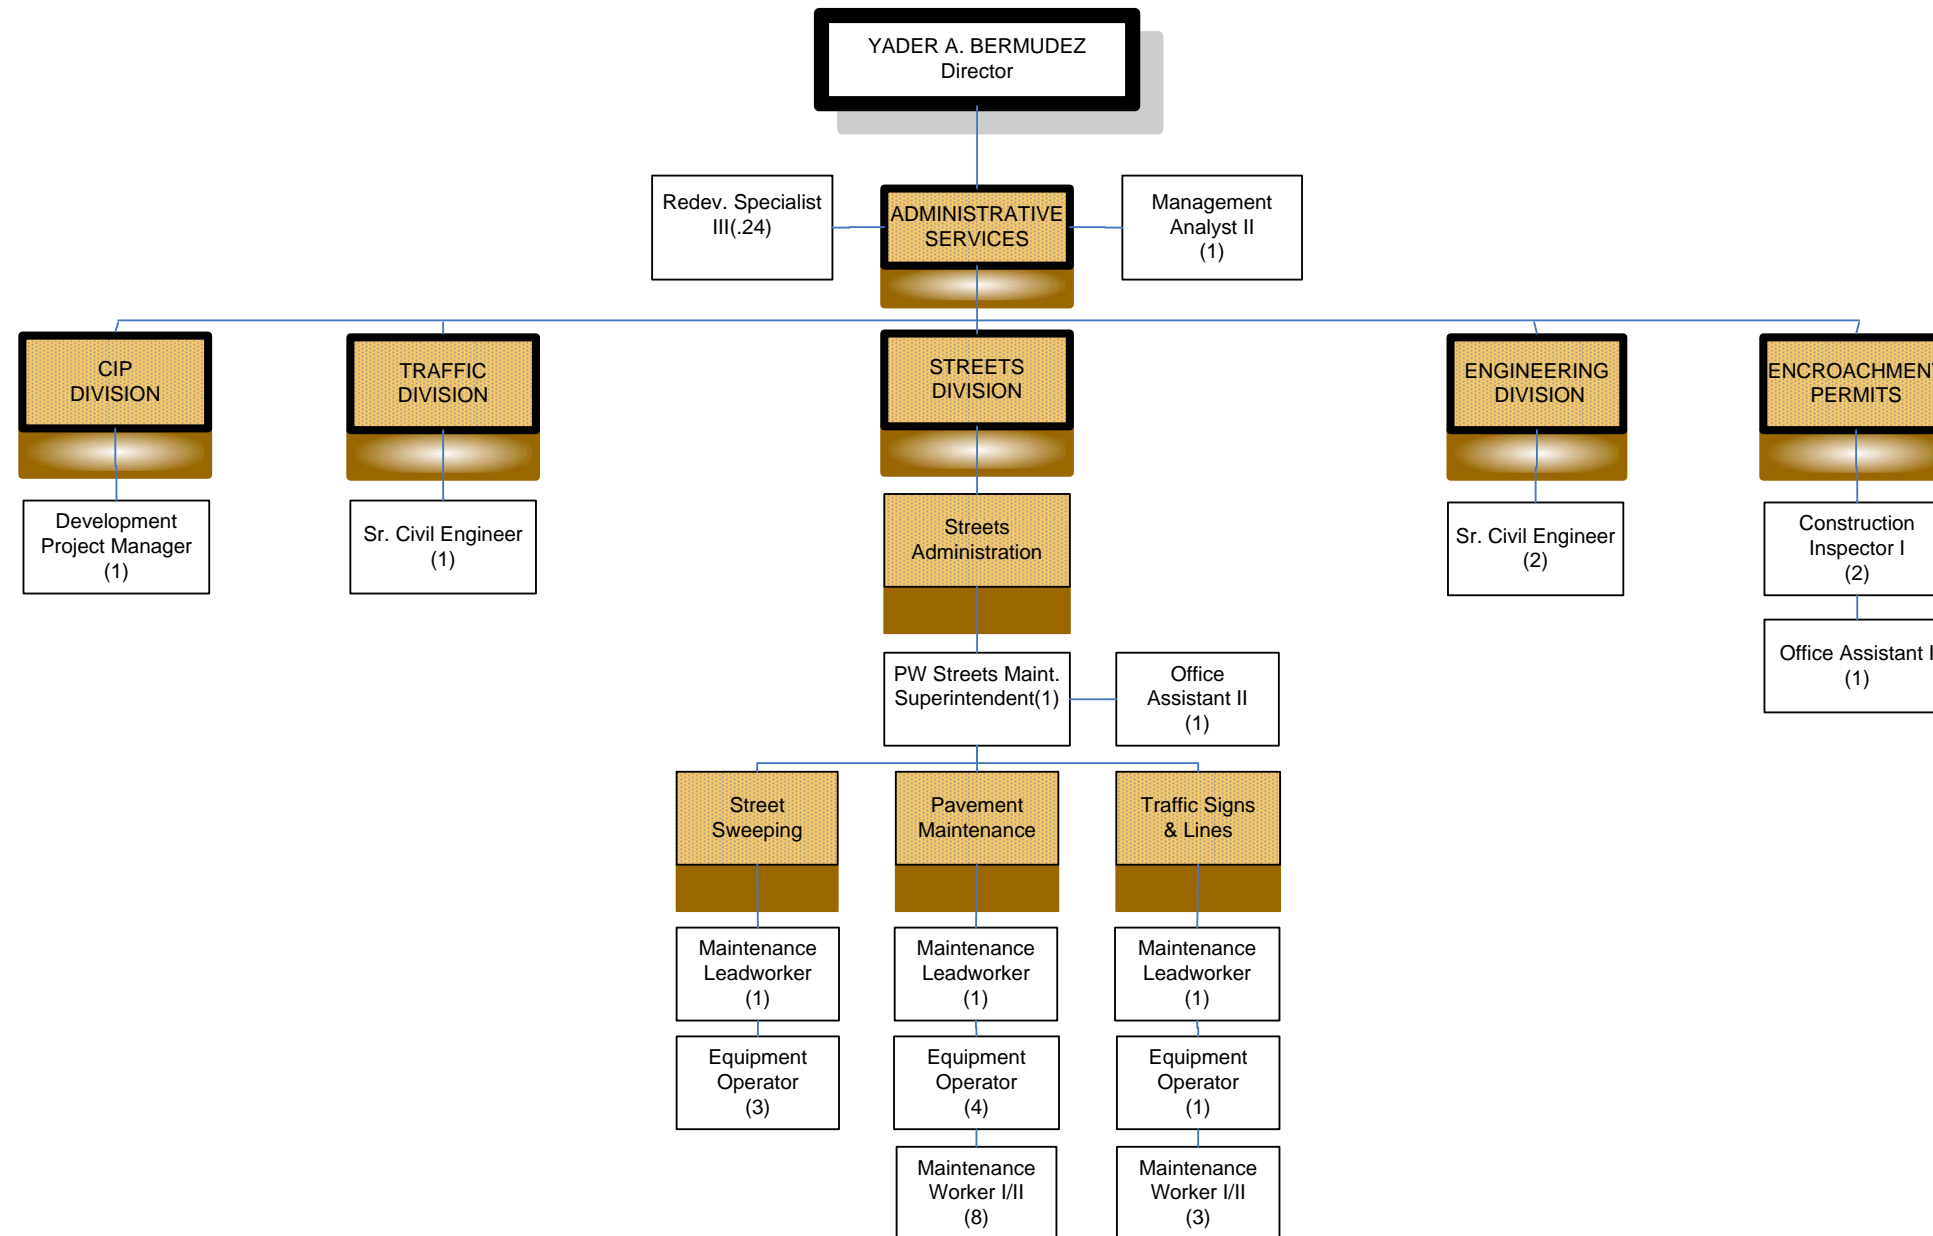 YADER A. BERMUDEZ
Director
Redev. Specialist
III(.24)
ADMINISTRATIVE
SERVICES
Management
Analyst II
(1)
CIP
DIVISION
TRAFFIC
DIVISION
STREETS
DIVISION
ENGINEERING
DIVISION
ENCROACHMENT
PERMITS
Development
Project Manager
(1)
Sr. Civil Engineer
(1)
Streets
Administration
Sr. Civil Engineer
(2)
Construction
Inspector I
(2)
Office Assistant I
(1)
PW Streets Maint.
Superintendent(1)
Office
Assistant II
(1)
Street
Sweeping
Pavement
Maintenance
Traffic Signs
& Lines
Maintenance
Leadworker
(1)
Maintenance
Leadworker
(1)
Maintenance
Leadworker
(1)
Equipment
Operator
(3)
Equipment
Operator
(4)
Equipment
Operator
(1)
Maintenance
Worker I/II
(8)
Maintenance
Worker I/II
(3)